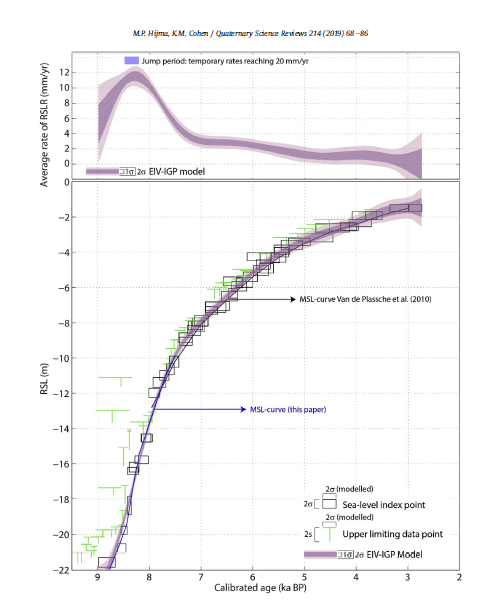 M.P. Hijma, K.M. Cohen / Quaternary Science Reviews 214 (2019) 68–86
Jump period: temporary rates reaching 20 mm/yr
Average rate of RSLR (mm/yr)
12
10
8
6
4
2
0
1σ 2σ EIV-IGP model
RSL (m)
0
−2
−4
−6
−8
−10
−12
−14
−16
−18
−20
−22
MSL-curve Van de Plassche et al. (2010)
MSL-curve (this paper)
2σ (modelled)
2σ Sea-level index point
2σ (modelled)
2s Upper limiting data point
1σ 2σ EIV-IGP Model
9 8 7 6 5 4 3 2
Calibrated age (ka BP)